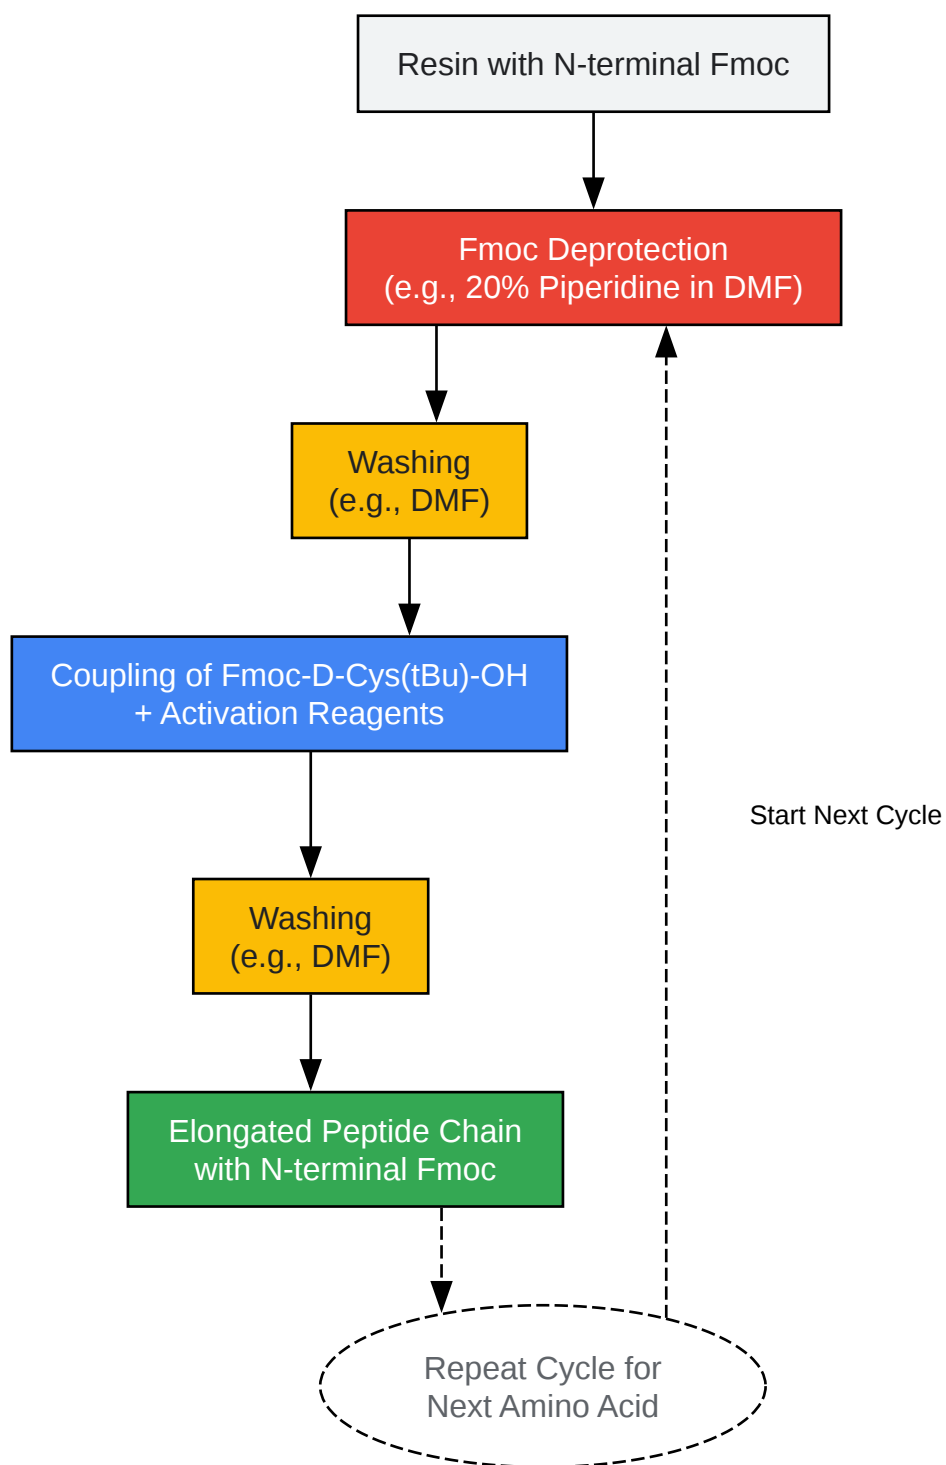 Resin with N-terminal Fmoc
Fmoc Deprotection
(e.g., 20% Piperidine in DMF)
Washing
(e.g., DMF)
Coupling of Fmoc-D-Cys(tBu)-OH
+ Activation Reagents
Start Next Cycle
Washing
(e.g., DMF)
Elongated Peptide Chain
with N-terminal Fmoc
Repeat Cycle for
Next Amino Acid